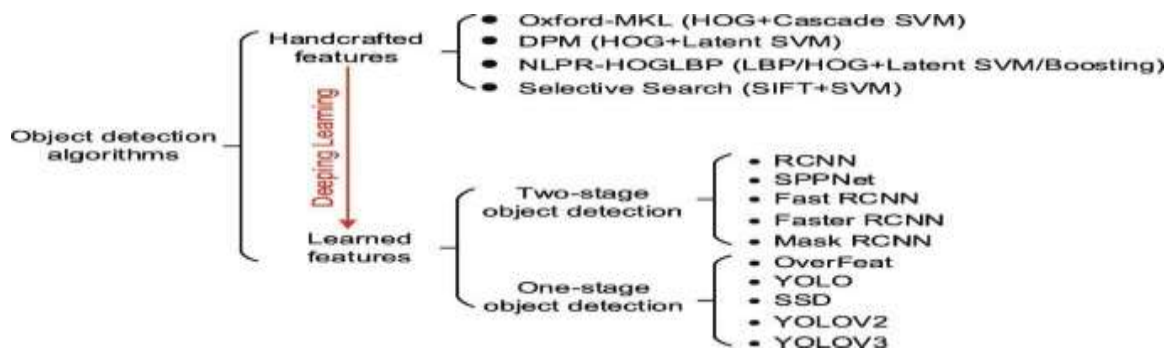 Object detection
algorithms
Handcrafted
features
• Oxford-MKL (HOG+Cascade SVM)
• DPM (HOG+Latent SVM)
• NLPR-HOGLBP (LBP/HOG+Latent SVM/Boosting)
• Selective Search (SIFT+SVM)
Deeping Learning
Learned
features
Two-stage
object detection
• RCNN
• SPPNet
• Fast RCNN
• Faster RCNN
• Mask RCNN
One-stage
object detection
• OverFeat
• YOLO
• SSD
• YOLOV2
• YOLOV3